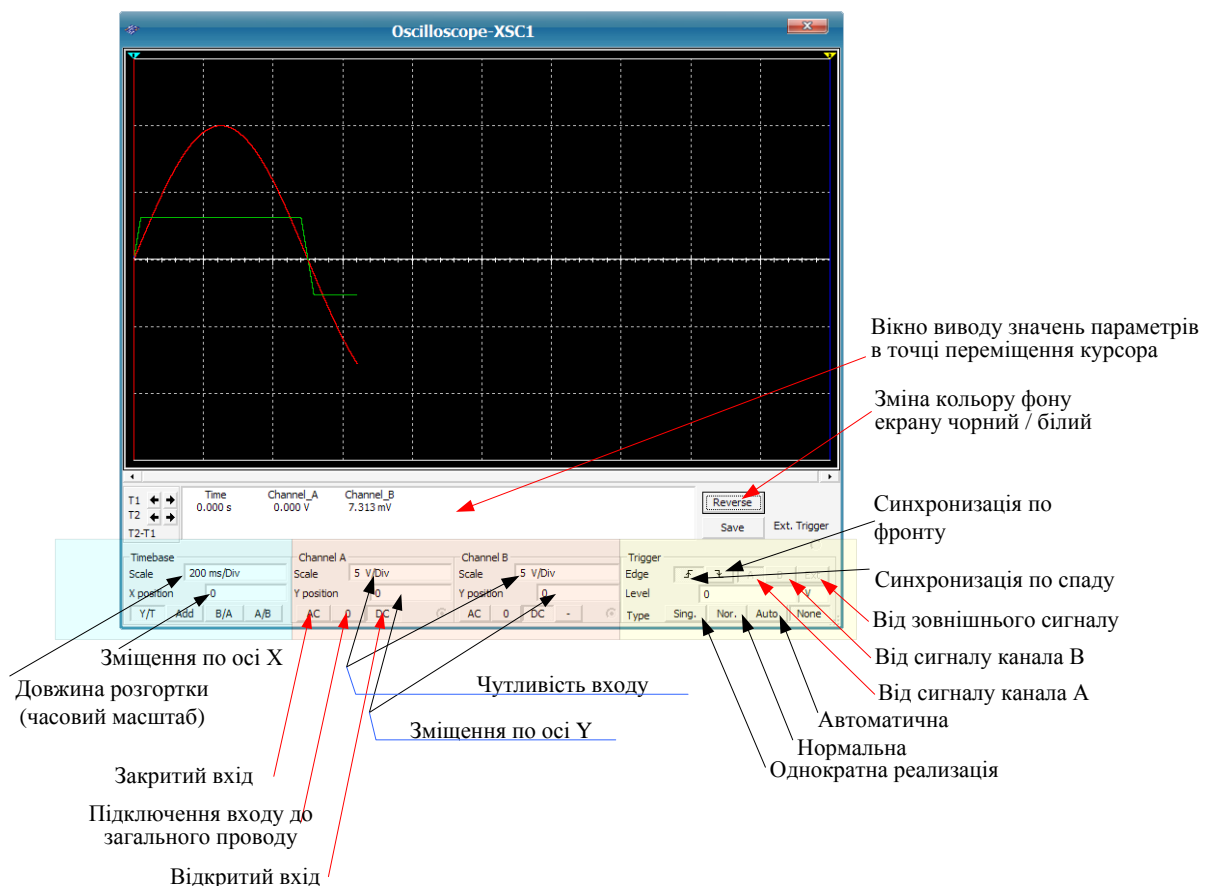 Oscilloscope-XSC1
Вікно виводу значень параметрів
в точці переміщення курсора
Зміна кольору фону
екрану чорний / білий
T1
T2
T2-T1
Time Channel_A Channel_B
0.000 s 0.000 V 7.313 mV
Reverse
Save Ext. Trigger
Синхронизація по
фронту
Timebase
Scale 200 ms/Div
X position 0
Y/T Add B/A A/B
Channel A
Scale 5 V/Div
Y position 0
AC 0 DC
Channel B
Scale 5 V/Div
Y position 0
AC 0 DC -
Trigger
Edge
Level 0 V
Type Sing. Nor. Auto None
Синхронизація по спаду
Від зовнішнього сигналу
Від сигналу канала В
Від сигналу канала А
Автоматична
Нормальна
Однократна реализація
Зміщення по осі X
Довжина розгортки
(часовий масштаб)
Чутливість входу
Зміщення по осі Y
Закритий вхід
Підключення входу до
загального проводу
Відкритий вхід